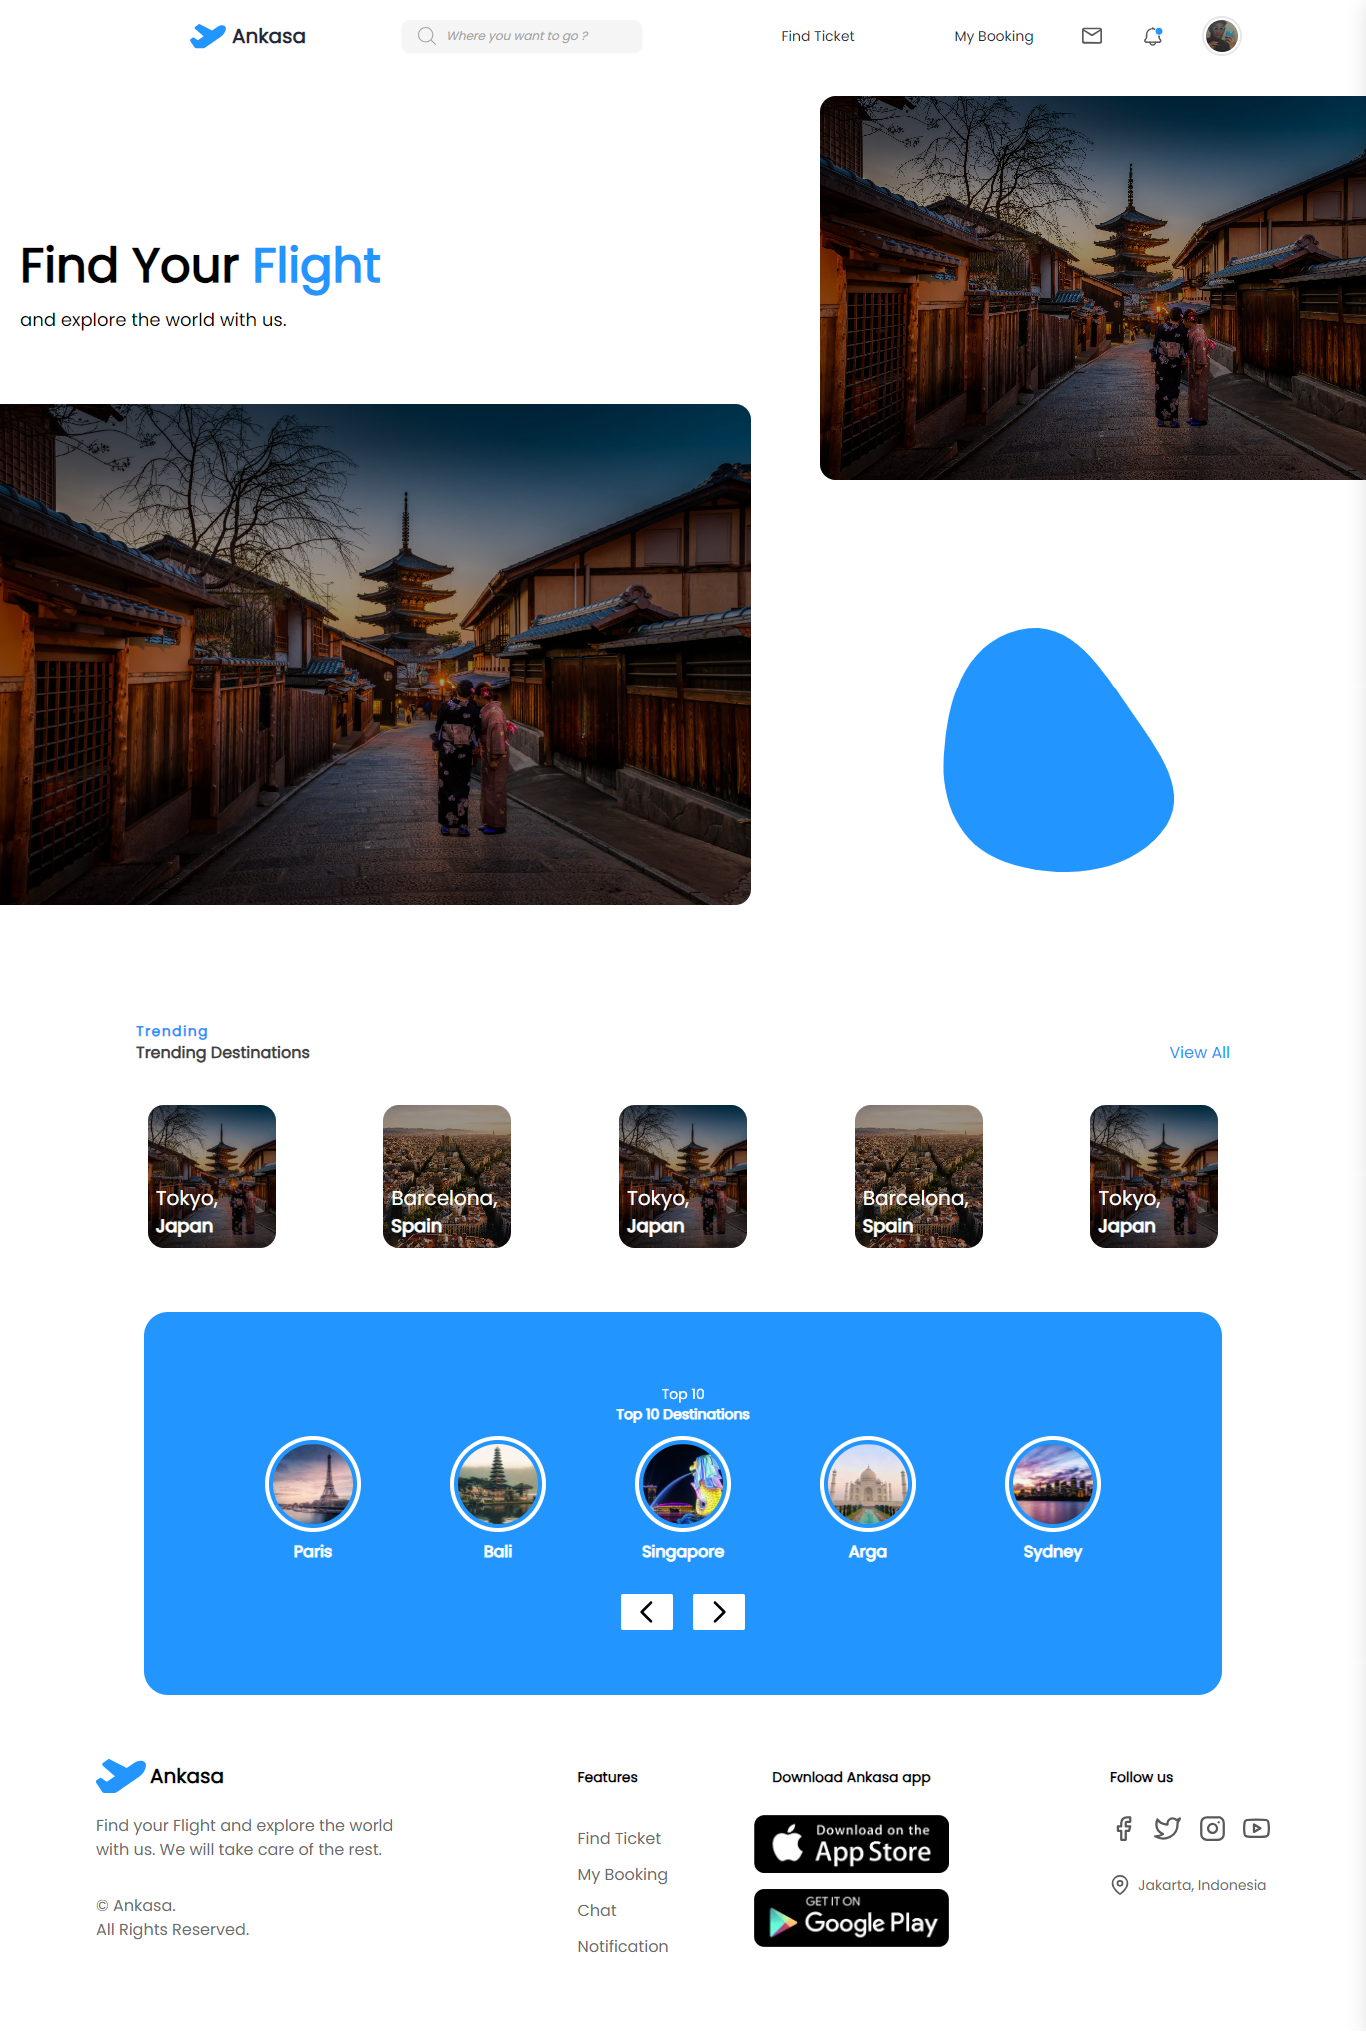 Ankasa
Where you want to go ?
Find Ticket
My Booking
Find Your Flight
and explore the world with us.
Trending
Trending Destinations
View All
Tokyo,
Japan
Barcelona,
Spain
Tokyo,
Japan
Barcelona,
Spain
Tokyo,
Japan
Top 10
Top 10 Destinations
Paris
Bali
Singapore
Arga
Sydney
Ankasa
Find your Flight and explore the world
with us. We will take care of the rest.
© Ankasa.
All Rights Reserved.
Features
Find Ticket
My Booking
Chat
Notification
Download Ankasa app
Download on the
App Store
GET IT ON
Google Play
Follow us
Jakarta, Indonesia